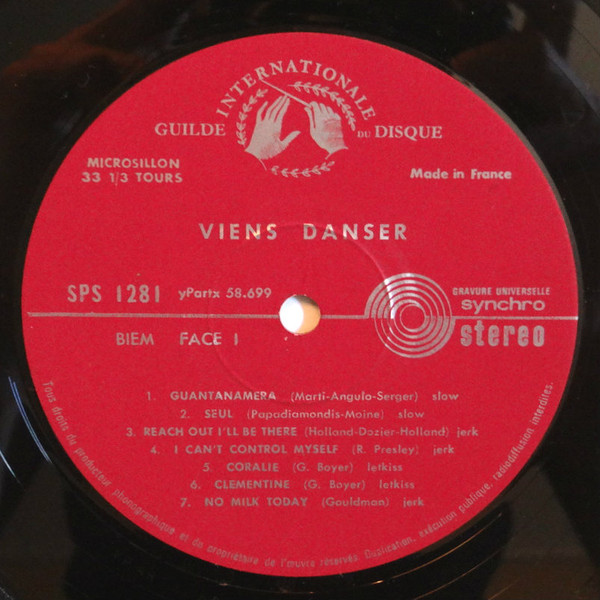 GUILDE INTERNATIONALE DU DISQUE
MICROSILLON
33 1/3 TOURS
Made in France
VIENS DANSER
SPS 1281 yPartx 58.699
GRAVURE UNIVERSELLE
synchro
stereo
BIEM FACE 1
1. GUANTANAMERA (Marti-Angulo-Serger) slow
2. SEUL (Papadiamondis-Moine) slow
3. REACH OUT I'LL BE THERE (Holland-Dozier-Holland) jerk
4. I CAN'T CONTROL MYSELF (R. Presley) jerk
5. CORALIE (G. Boyer) letkiss
6. CLEMENTINE (G. Boyer) letkiss
7. NO MILK TODAY (Gouldman) jerk
Tous droits du producteur phonographique et du propriétaire de l'œuvre réservés. Duplication, exécution publique, radiodiffusion interdites.